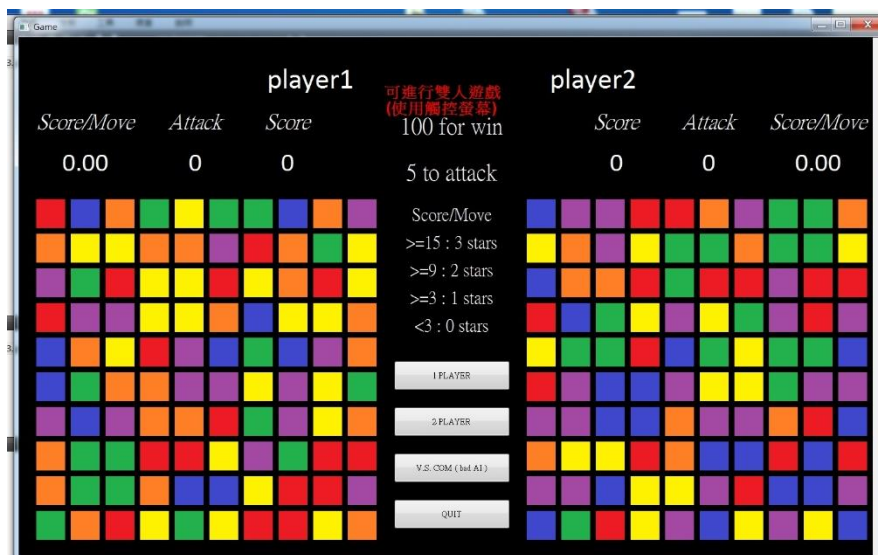 Game
player1
player2
可進行雙人遊戲
(使用觸控螢幕)
100 for win
Score/Move Attack Score
Score Attack Score/Move
0.00 0 0
0 0 0.00
5 to attack
Score/Move
>=15 : 3 stars
>=9 : 2 stars
>=3 : 1 stars
<3 : 0 stars
1 PLAYER
2 PLAYER
V.S. COM ( bad AI )
QUIT